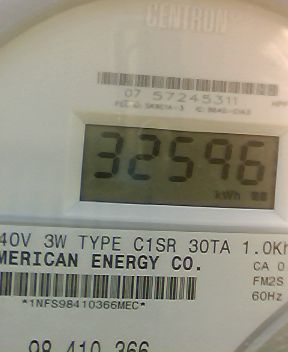 CENTRON
07 57245311
32596
kWh
40V 3W TYPE C1SR 30TA 1.0Kh
MERICAN ENERGY CO.
CA 0
FM2S
60Hz
*1NFS98410366MEC*
98 410 366